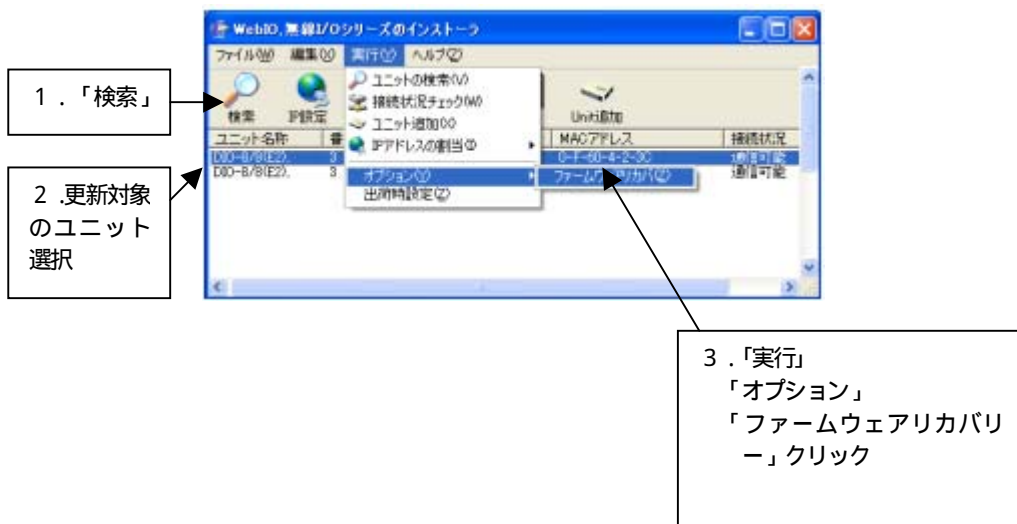 WebIO,無線I/Oシリーズのインストーラ
ファイル(W) 編集(X) 実行(Y) ヘルプ(Z)
ユニットの検索(V)
接続状況チェック(W)
ユニット追加(X)
IPアドレスの割当
オプション(Y)
出荷時設定(Z)
ファームウェアリカバ(Z)
検索 IP設定 Unit追加
ユニット名称 番 MACアドレス 接続状況
DIO-8/8(E2), 3 0-F-60-4-2-3C 通信可能
DIO-8/8(E2), 3 通信可能
1.「検索」
2.更新対象
のユニット
選択
3.「実行」
「オプション」
「ファームウェアリカバリ
ー」クリック